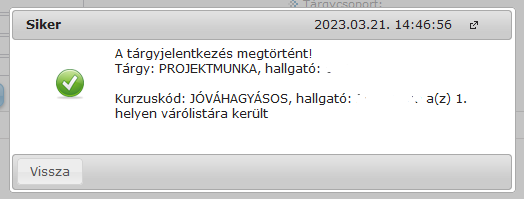 Tárgycsoport:
Siker 2023.03.21. 14:46:56
A tárgyjelentkezés megtörtént!
Tárgy: PROJEKTMUNKA, hallgató:
Kurzuskód: JÓVÁHAGYÁSOS, hallgató: a(z) 1.
helyen várólistára került
Vissza